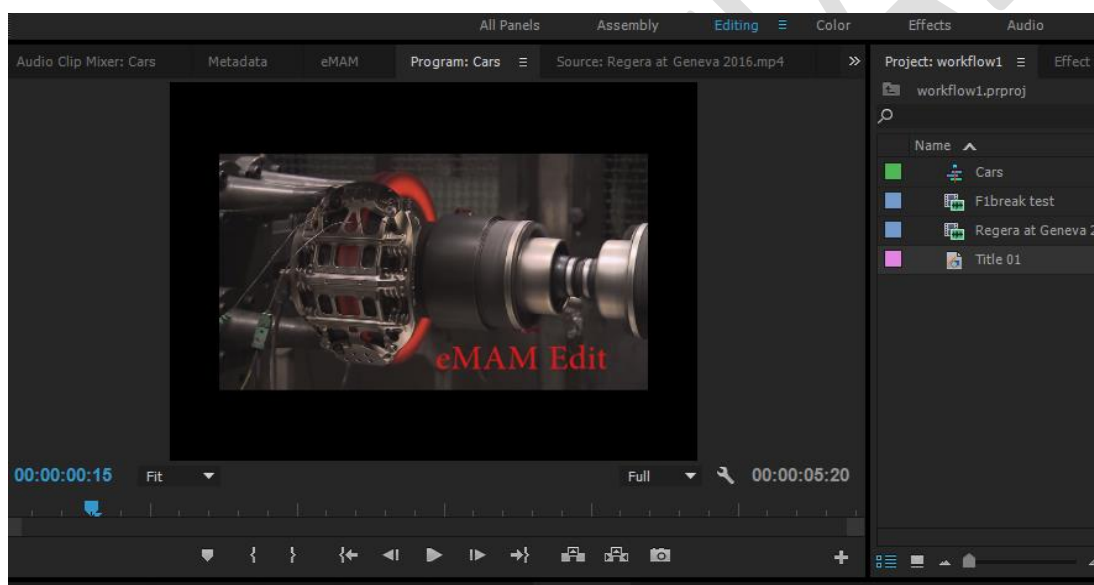 All Panels Assembly Editing Color Effects Audio
Audio Clip Mixer: Cars Metadata eMAM Program: Cars Source: Regera at Geneva 2016.mp4 Project: workflow1 Effect
workflow1.prproj
Name
Cars
F1break test
Regera at Geneva 2
Title 01
eMAM Edit
00:00:00:15 Fit Full 00:00:05:20